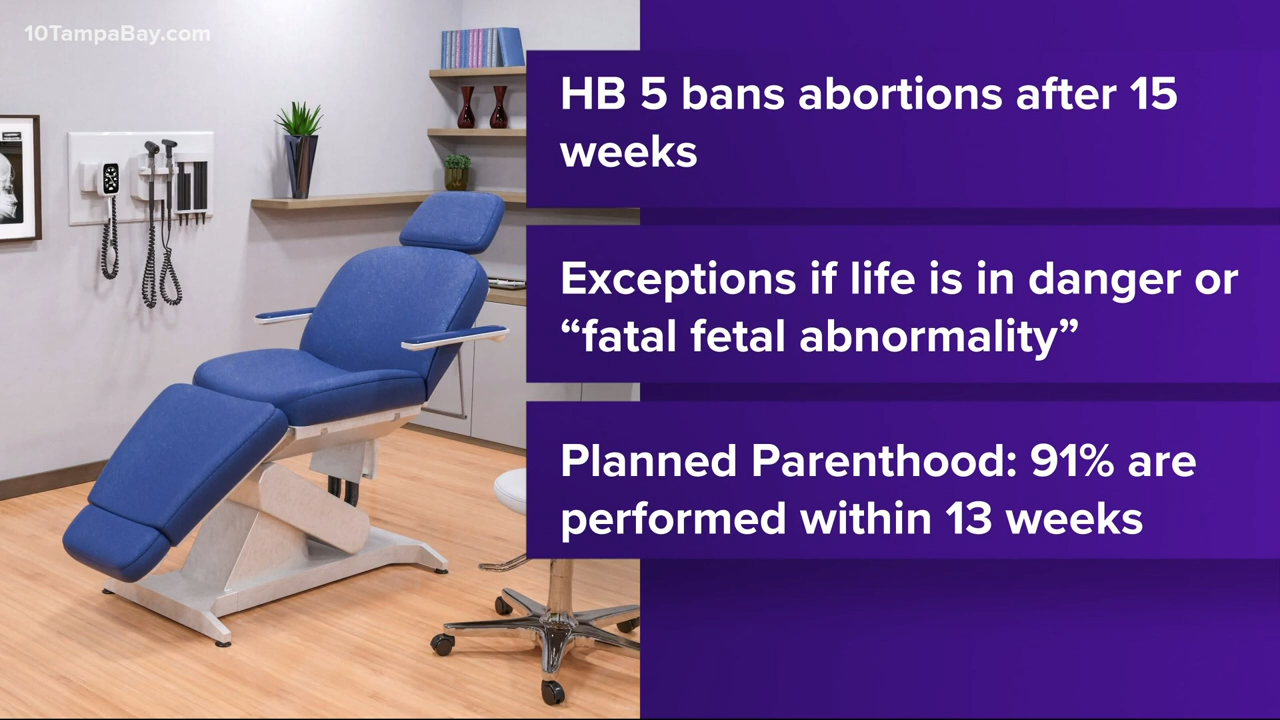 10TampaBay.com
HB 5 bans abortions after 15
weeks
Exceptions if life is in danger or
“fatal fetal abnormality”
Planned Parenthood: 91% are
performed within 13 weeks